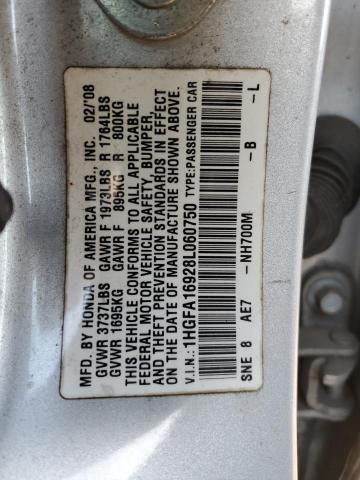 MFD. BY HONDA OF AMERICA MFG., INC. 02/'08
GVWR 3737LBS GAWR F 1973LBS R 1764LBS
GVWR 1695KG GAWR F 895KG R 800KG
THIS VEHICLE CONFORMS TO ALL APPLICABLE
FEDERAL MOTOR VEHICLE SAFETY, BUMPER,
AND THEFT PREVENTION STANDARDS IN EFFECT
ON THE DATE OF MANUFACTURE SHOWN ABOVE.
V.I.N.: 1HGFA16928L060750 TYPE:PASSENGER CAR
SNE 8 AE7 -NH700M -B -L